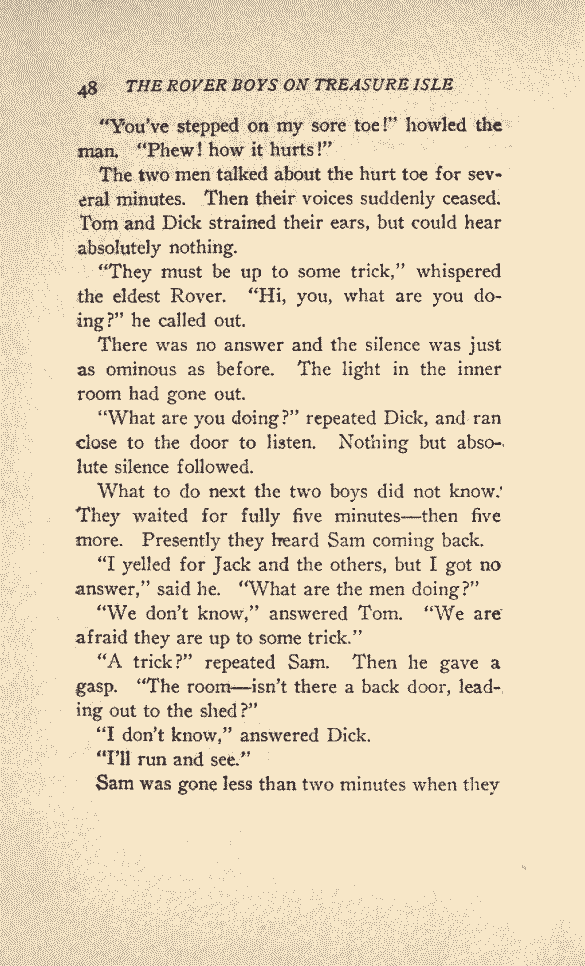 48 THE ROVER BOYS ON TREASURE ISLE
"You've stepped on my sore toe!" howled the
man. "Phew! how it hurts!"
The two men talked about the hurt toe for sev-
eral minutes. Then their voices suddenly ceased.
Tom and Dick strained their ears, but could hear
absolutely nothing.
"They must be up to some trick," whispered
the eldest Rover. "Hi, you, what are you do-
ing?" he called out.
There was no answer and the silence was just
as ominous as before. The light in the inner
room had gone out.
"What are you doing?" repeated Dick, and ran
close to the door to listen. Nothing but abso-
lute silence followed.
What to do next the two boys did not know.
They waited for fully five minutes—then five
more. Presently they heard Sam coming back.
"I yelled for Jack and the others, but I got no
answer," said he. "What are the men doing?"
"We don't know," answered Tom. "We are
afraid they are up to some trick."
"A trick?" repeated Sam. Then he gave a
gasp. "The room—isn't there a back door, lead-
ing out to the shed?"
"I don't know," answered Dick.
"I'll run and see."
Sam was gone less than two minutes when they